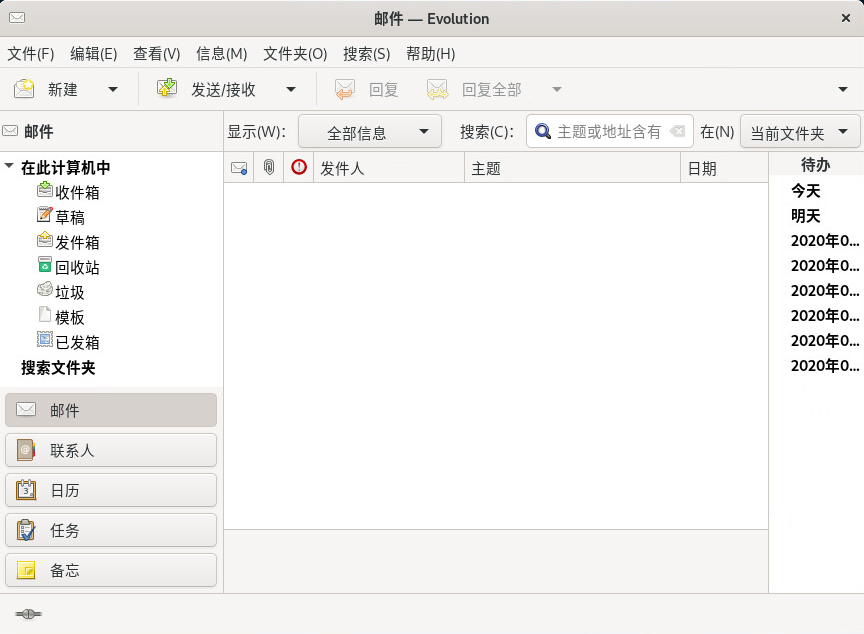 邮件 — Evolution
文件(F) 编辑(E) 查看(V) 信息(M) 文件夹(O) 搜索(S) 帮助(H)
新建 发送/接收 回复 回复全部
邮件 显示(W): 全部信息 搜索(C): 主题或地址含有 在(N) 当前文件夹
发件人 主题 日期 待办
在此计算机中
收件箱
草稿
发件箱
回收站
垃圾
模板
已发箱
搜索文件夹
今天
明天
2020年0...
2020年0...
2020年0...
2020年0...
2020年0...
2020年0...
邮件
联系人
日历
任务
备忘